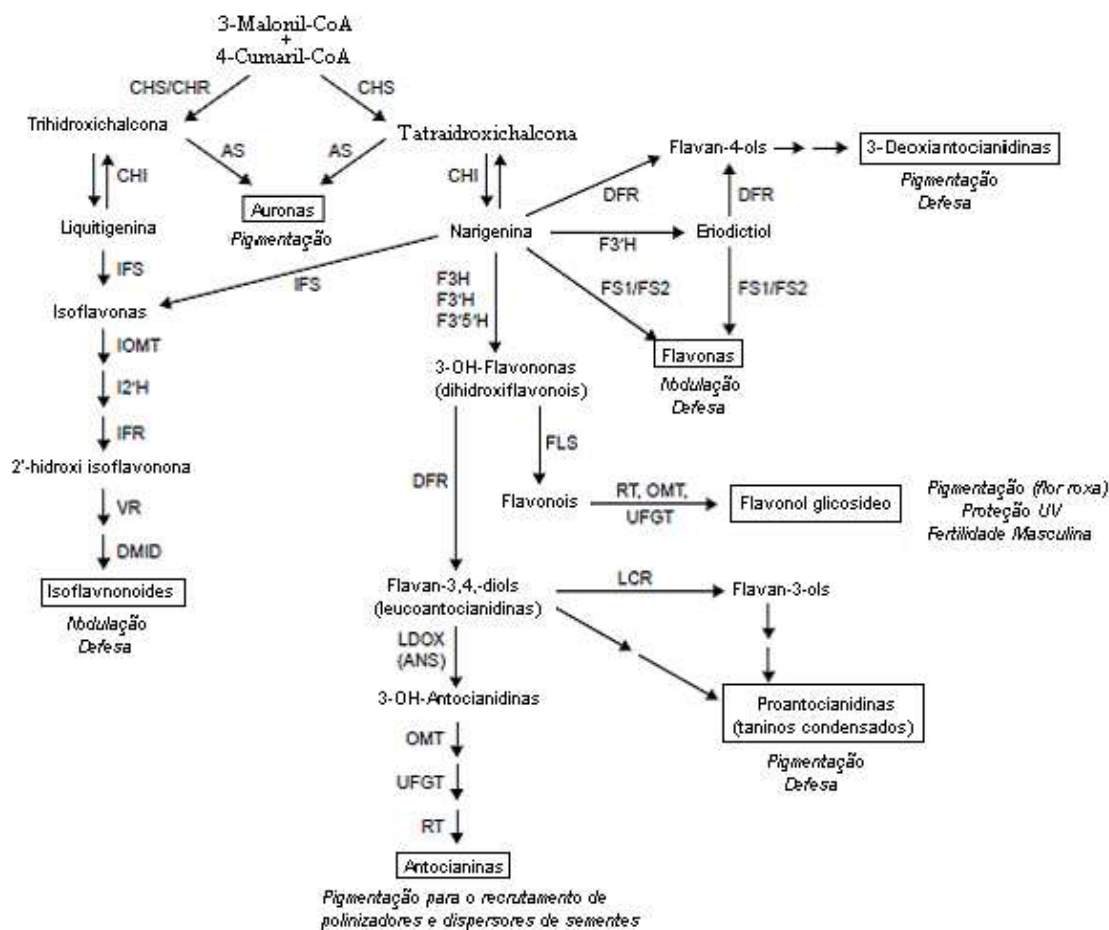 3-Malonil-CoA
+
4-Cumaril-CoA
CHS/CHR
CHS
Trihidroxichalcona
Tatraidroxichalcona
AS
AS
CHI
CHI
Flavan-4-ols
3-Deoxiantocianidinas
Pigmentação
Defesa
DFR
DFR
Auronas
Pigmentação
Liquitigenina
Narigenina
F3'H
Eriodictiol
IFS
IFS
F3H
F3'H
F3'5'H
FS1/FS2
FS1/FS2
Isoflavonas
IOMT
I2'H
IFR
Flavonas
Nodulação
Defesa
3-OH-Flavononas
(dihidroxiflavonois)
2'-hidroxi isoflavonona
FLS
DFR
VR
DMID
Flavonois
RT, OMT,
UFGT
Flavonol glicosideo
Pigmentação (flor roxa)
Proteção UV
Fertilidade Masculina
Isoflavnonoides
Nodulação
Defesa
Flavan-3,4,-diols
(leucoantocianidinas)
LCR
Flavan-3-ols
LDOX
(ANS)
3-OH-Antocianidinas
Proantocianidinas
(taninos condensados)
Pigmentação
Defesa
OMT
UFGT
RT
Antocianinas
Pigmentação para o recrutamento de
polinizadores e dispersores de sementes